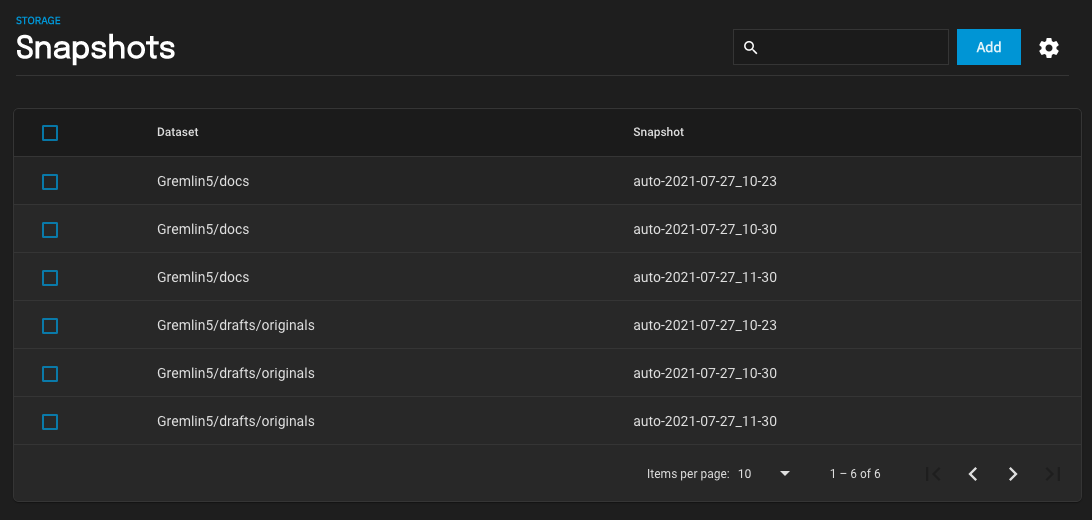 STORAGE
Snapshots
Add
Dataset Snapshot
Gremlin5/docs auto-2021-07-27_10-23
Gremlin5/docs auto-2021-07-27_10-30
Gremlin5/docs auto-2021-07-27_11-30
Gremlin5/drafts/originals auto-2021-07-27_10-23
Gremlin5/drafts/originals auto-2021-07-27_10-30
Gremlin5/drafts/originals auto-2021-07-27_11-30
Items per page: 10 1 – 6 of 6